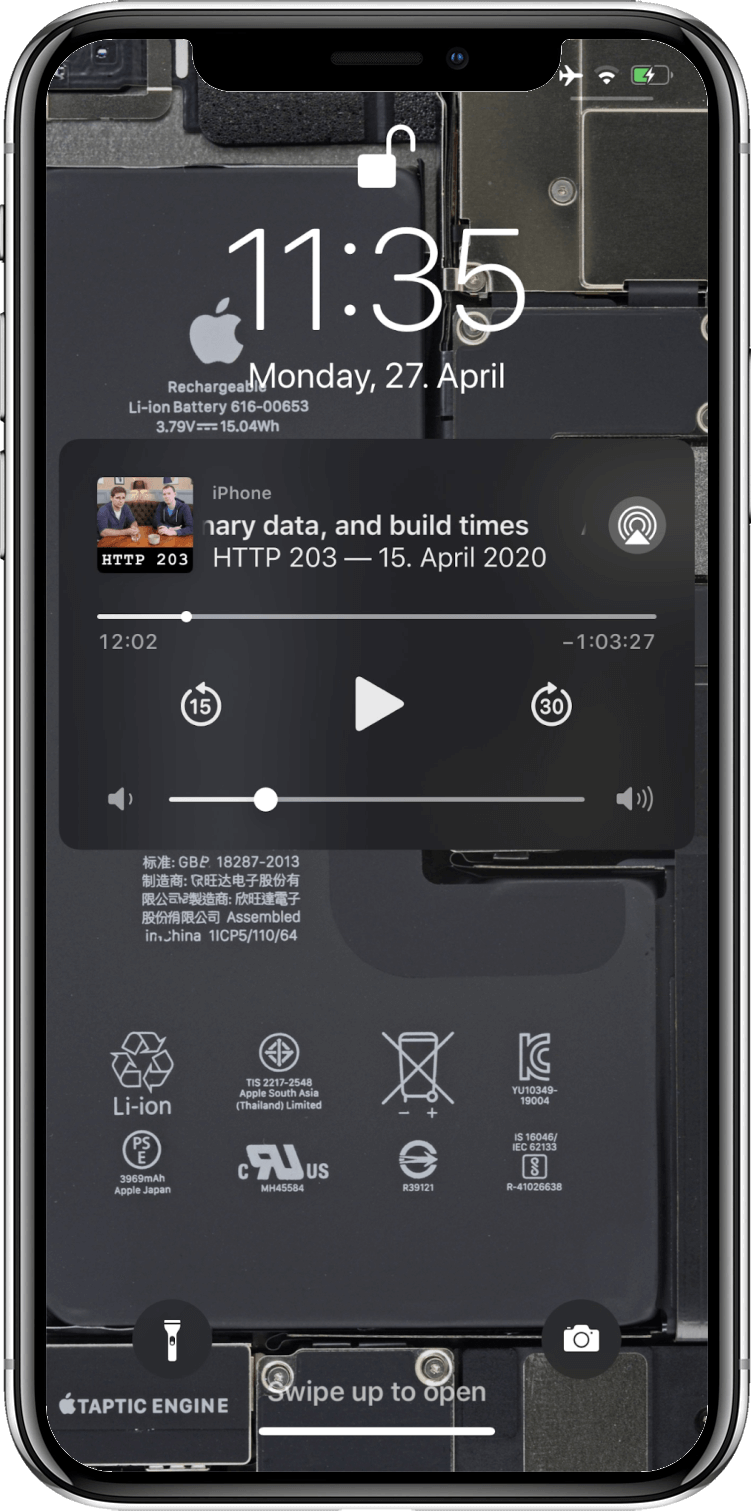 11:35
Monday, 27. April
Rechargeable
Li-ion Battery 616-00653
3.79V 15.04Wh
iPhone
nary data, and build times
HTTP 203 — 15. April 2020
HTTP 203
12:02
−1:03:27
15
30
标准: GB 18287-2013
制造商: 欣旺达电子股份有
限公司 製造商: 欣旺達電子
股份有限公司 Assembled
in China 1ICP5/110/64
Li-ion
TIS 2217-2548
Apple South Asia
(Thailand) Limited
− +
YU10349-
19004
PS
E
3969mAh
Apple Japan
C US
MH45584
R39121
IS 16046/
IEC 62133
R-41026638
TAPTIC ENGINE
Swipe up to open